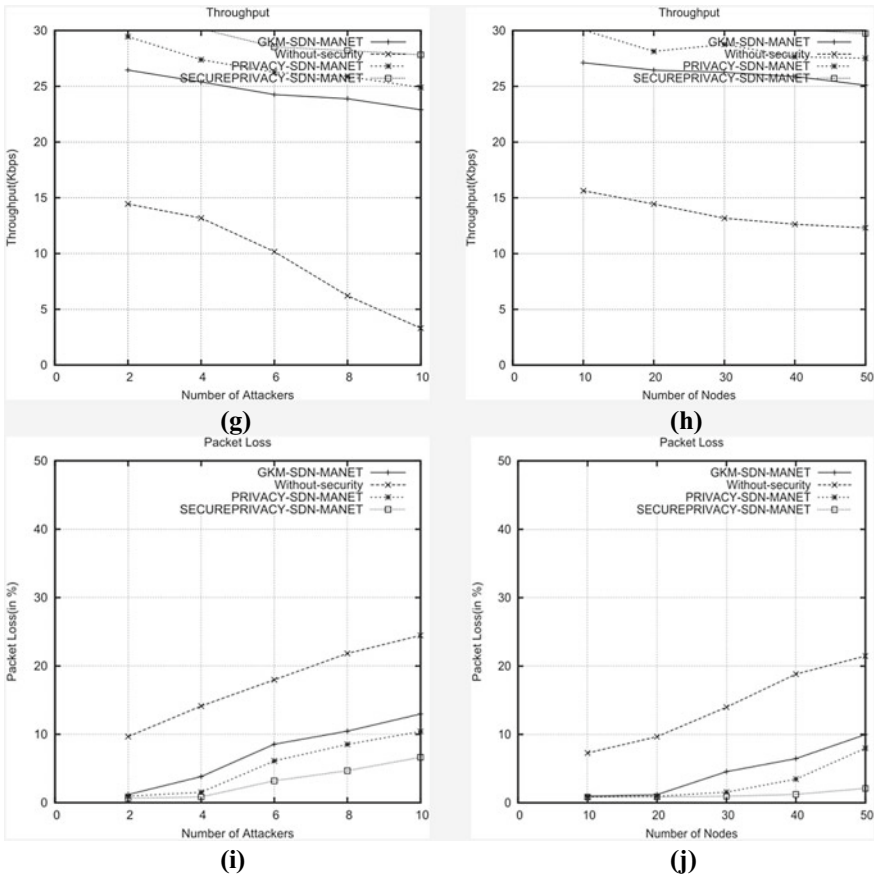 Throughput
30
25
20
15
10
5
0
Throughput(Kbps)
GKM-SDN-MANET
Without-security
PRIVACY-SDN-MANET
SECUREPRIVACY-SDN-MANET
0 2 4 6 8 10
Number of Attackers
(g)
Throughput
30
25
20
15
10
5
0
Throughput(Kbps)
GKM-SDN-MANET
Without-security
PRIVACY-SDN-MANET
SECUREPRIVACY-SDN-MANET
0 10 20 30 40 50
Number of Nodes
(h)
Packet Loss
50
40
30
20
10
0
Packet Loss(in %)
GKM-SDN-MANET
Without-security
PRIVACY-SDN-MANET
SECUREPRIVACY-SDN-MANET
0 2 4 6 8 10
Number of Attackers
(i)
Packet Loss
50
40
30
20
10
0
Packet Loss(in %)
GKM-SDN-MANET
Without-security
PRIVACY-SDN-MANET
SECUREPRIVACY-SDN-MANET
0 10 20 30 40 50
Number of Nodes
(j)